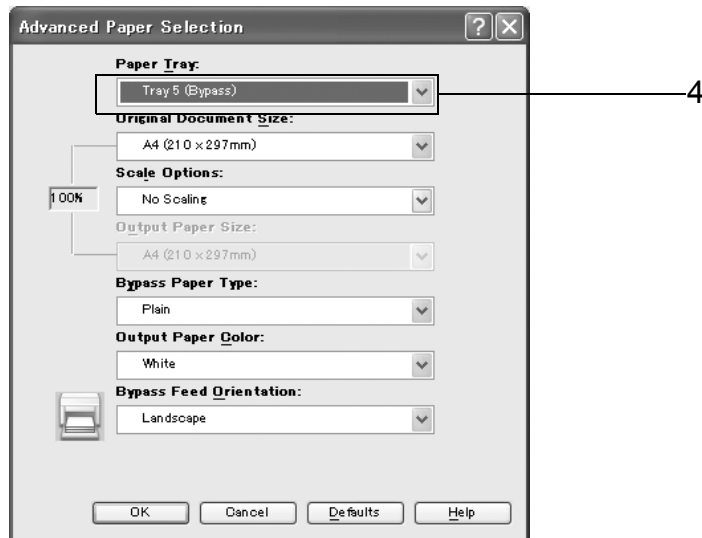 Advanced Paper Selection
Paper Tray:
Tray 5 (Bypass)
4
Original Document Size:
A4 (210 x 297mm)
Scale Options:
100%
No Scaling
Output Paper Size:
A4 (210 x 297mm)
Bypass Paper Type:
Plain
Output Paper Color:
White
Bypass Feed Orientation:
Landscape
OK Cancel Defaults Help